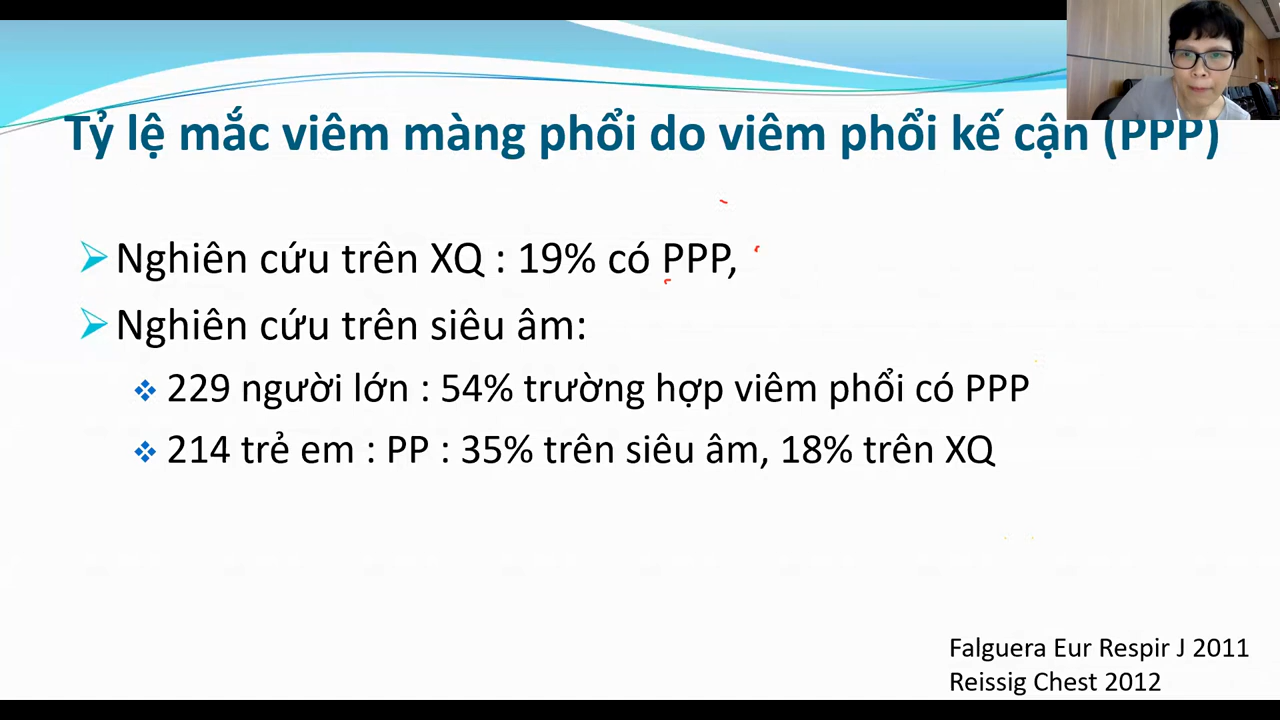 Tỷ lệ mắc viêm màng phổi do viêm phổi kế cận (PPP)
Nghiên cứu trên XQ : 19% có PPP,
Nghiên cứu trên siêu âm:
229 người lớn : 54% trường hợp viêm phổi có PPP
214 trẻ em : PP : 35% trên siêu âm, 18% trên XQ
Falguera Eur Respir J 2011
Reissig Chest 2012